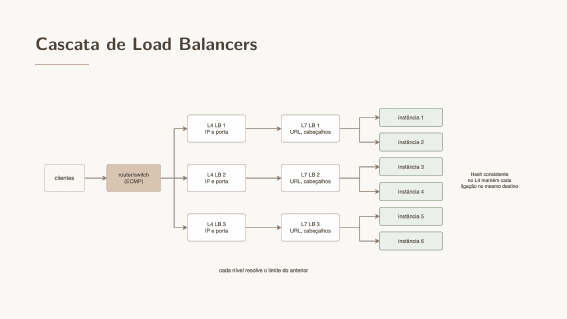 Cascata de Load Balancers
clientes
router/switch
(ECMP)
L4 LB 1
IP e porta
L7 LB 1
URL, cabeçalhos
instância 1
instância 2
L4 LB 2
IP e porta
L7 LB 2
URL, cabeçalhos
instância 3
instância 4
L4 LB 3
IP e porta
L7 LB 3
URL, cabeçalhos
instância 5
instância 6
Hash consistente
no L4 mantém cada
ligação no mesmo destino
cada nível resolve o limite do anterior